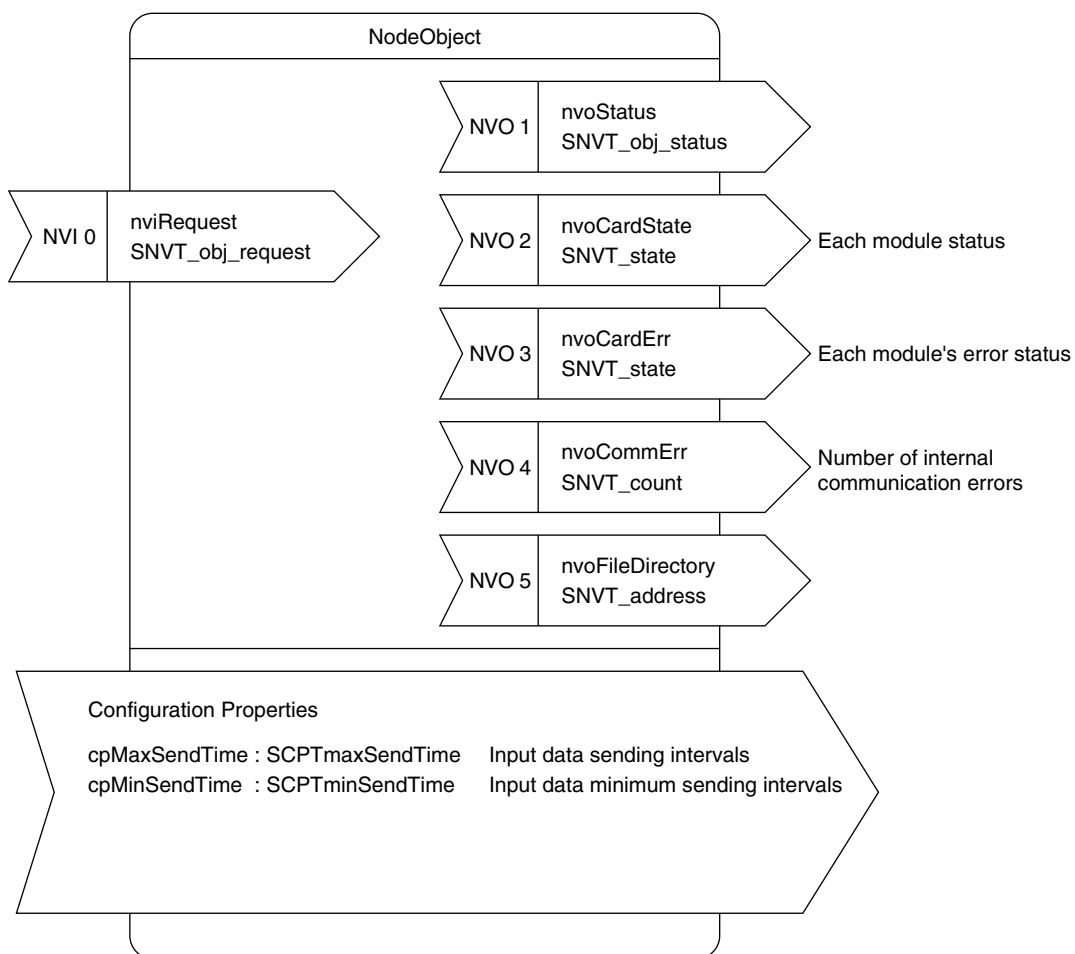 NodeObject
NVO 1
nvoStatus
SNVT_obj_status
NVI 0
nviRequest
SNVT_obj_request
NVO 2
nvoCardState
SNVT_state
Each module status
NVO 3
nvoCardErr
SNVT_state
Each module's error status
NVO 4
nvoCommErr
SNVT_count
Number of internal
communication errors
NVO 5
nvoFileDirectory
SNVT_address
Configuration Properties
cpMaxSendTime : SCPTmaxSendTime Input data sending intervals
cpMinSendTime : SCPTminSendTime Input data minimum sending intervals